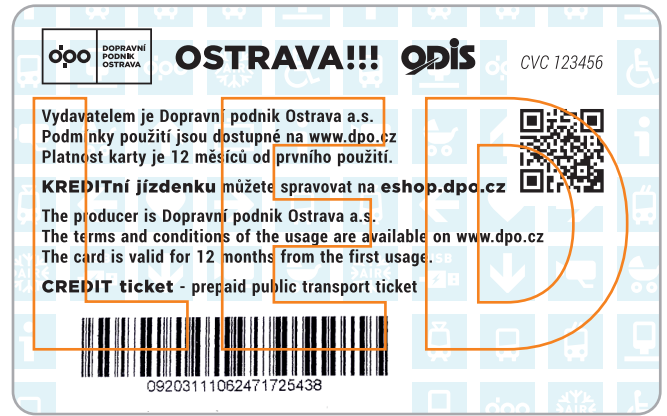 dpo DOPRAVNÍ PODNIK OSTRAVA
OSTRAVA!!!
ODIS
CVC 123456
Vydavatelem je Dopravní podnik Ostrava a.s.
Podmínky použití jsou dostupné na www.dpo.cz
Platnost karty je 12 měsíců od prvního použití.
KREDITní jízdenku můžete spravovat na eshop.dpo.cz
The producer is Dopravní podnik Ostrava a.s.
The terms and conditions of the usage are available on www.dpo.cz
The card is valid for 12 months from the first usage.
CREDIT ticket - prepaid public transport ticket
LED
09203111062471725438